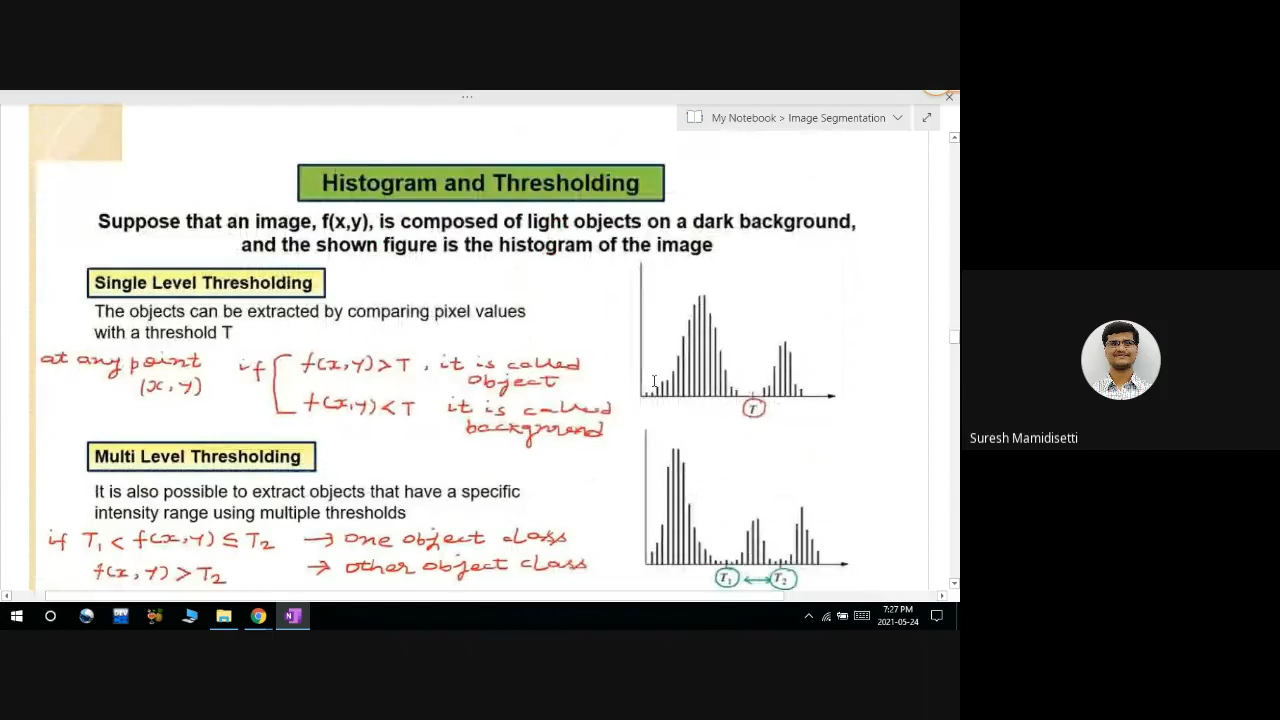 My Notebook > Image Segmentation
Histogram and Thresholding
Suppose that an image, f(x,y), is composed of light objects on a dark background,
and the shown figure is the histogram of the image
Single Level Thresholding
The objects can be extracted by comparing pixel values
with a threshold T
at any point
(x, y)
if
f(x,y) > T , it is called
object
f(x,y) < T it is called
background
T
Multi Level Thresholding
It is also possible to extract objects that have a specific
intensity range using multiple thresholds
if T1 < f(x,y) ≤ T2 → one object class
f(x,y) > T2 → other object class
T1 ↔ T2
Suresh Mamidisetti
DEV
7:27 PM
2021-05-24